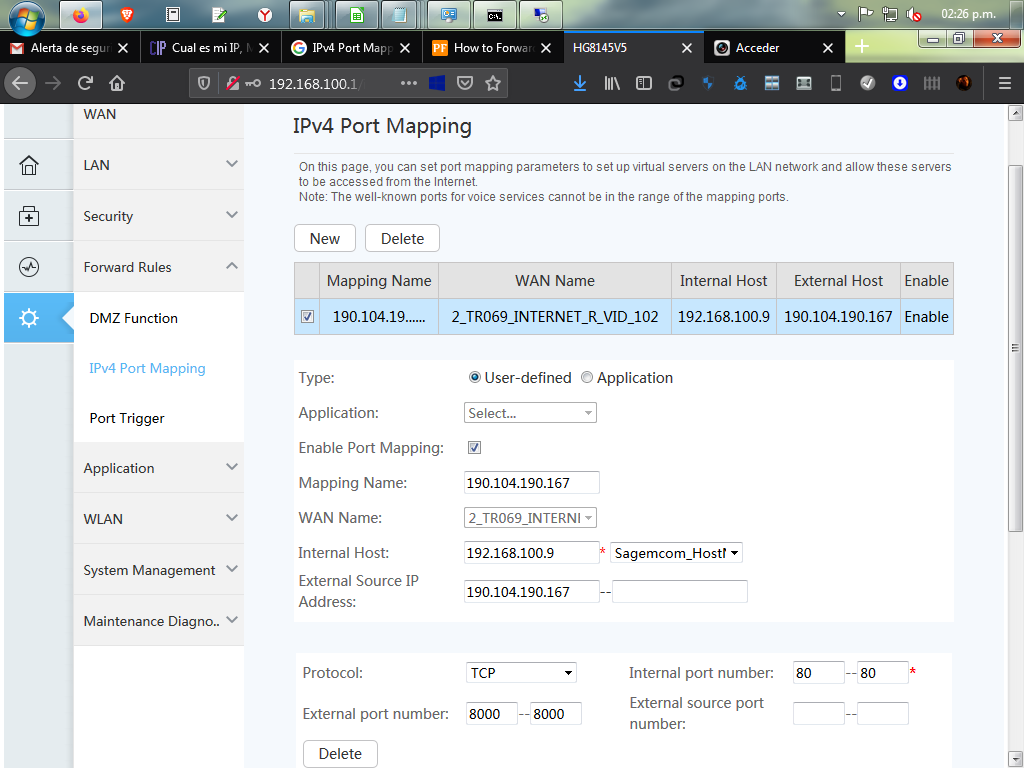 02:26 p.m.
Alerta de segur
Cual es mi IP, M
IPv4 Port Mapp
How to Forwar
HG8145V5
Acceder
192.168.100.1/
WAN
LAN
Security
Forward Rules
DMZ Function
IPv4 Port Mapping
Port Trigger
Application
WLAN
System Management
Maintenance Diagno..
IPv4 Port Mapping
On this page, you can set port mapping parameters to set up virtual servers on the LAN network and allow these servers
to be accessed from the Internet.
Note: The well-known ports for voice services cannot be in the range of the mapping ports.
New Delete
Mapping Name WAN Name Internal Host External Host Enable
190.104.19...... 2_TR069_INTERNET_R_VID_102 192.168.100.9 190.104.190.167 Enable
Type: User-defined Application
Application: Select...
Enable Port Mapping:
Mapping Name: 190.104.190.167
WAN Name: 2_TR069_INTERNI
Internal Host: 192.168.100.9 * Sagemcom_HostN
External Source IP
Address: 190.104.190.167 --
Protocol: TCP Internal port number: 80 -- 80 *
External port number: 8000 -- 8000 External source port
number: --
Delete